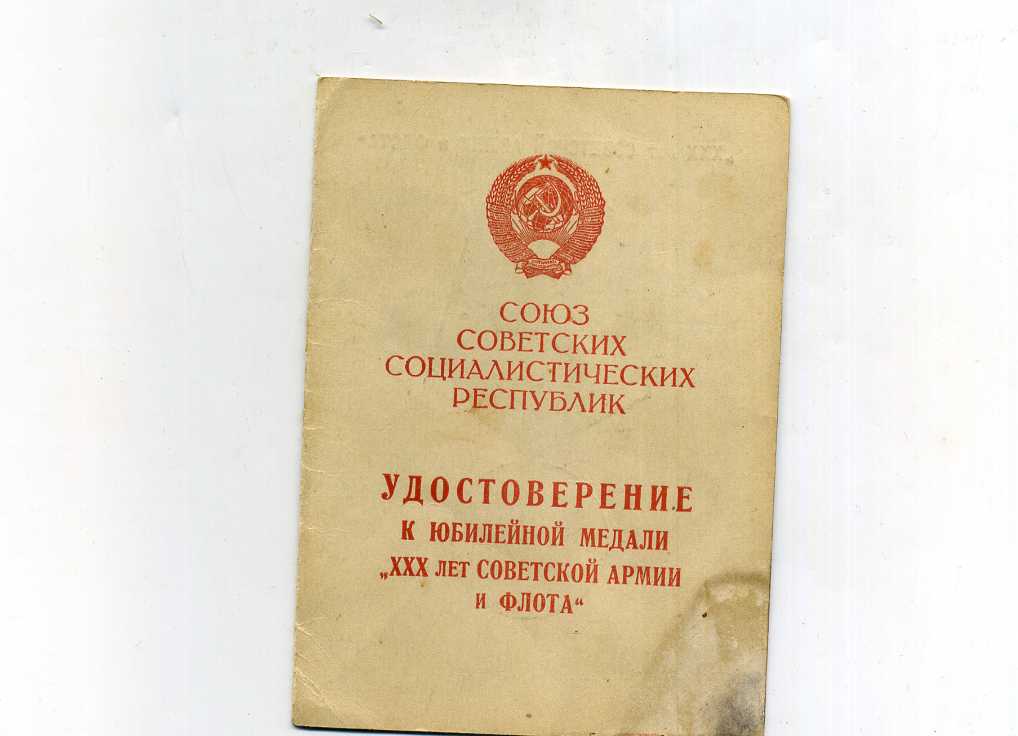 СОЮЗ
СОВЕТСКИХ
СОЦИАЛИСТИЧЕСКИХ
РЕСПУБЛИК
УДОСТОВЕРЕНИЕ
К ЮБИЛЕЙНОЙ МЕДАЛИ
„XXX ЛЕТ СОВЕТСКОЙ АРМИИ
И ФЛОТА“